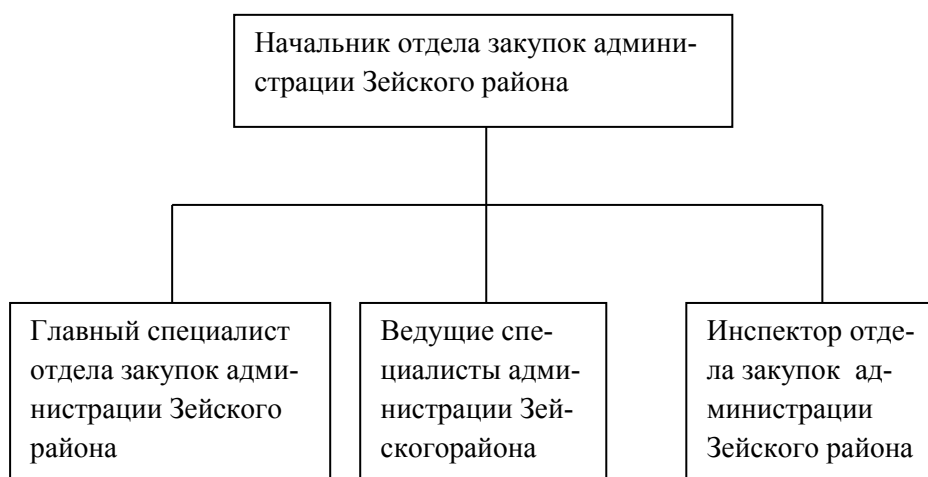 Начальник отдела закупок админи-
страции Зейского района
Главный специалист
отдела закупок адми-
нистрации Зейского
района
Ведущие спе-
циалисты адми-
нистрации Зей-
скогорайона
Инспектор отде-
ла закупок  ад-
министрации
Зейского района